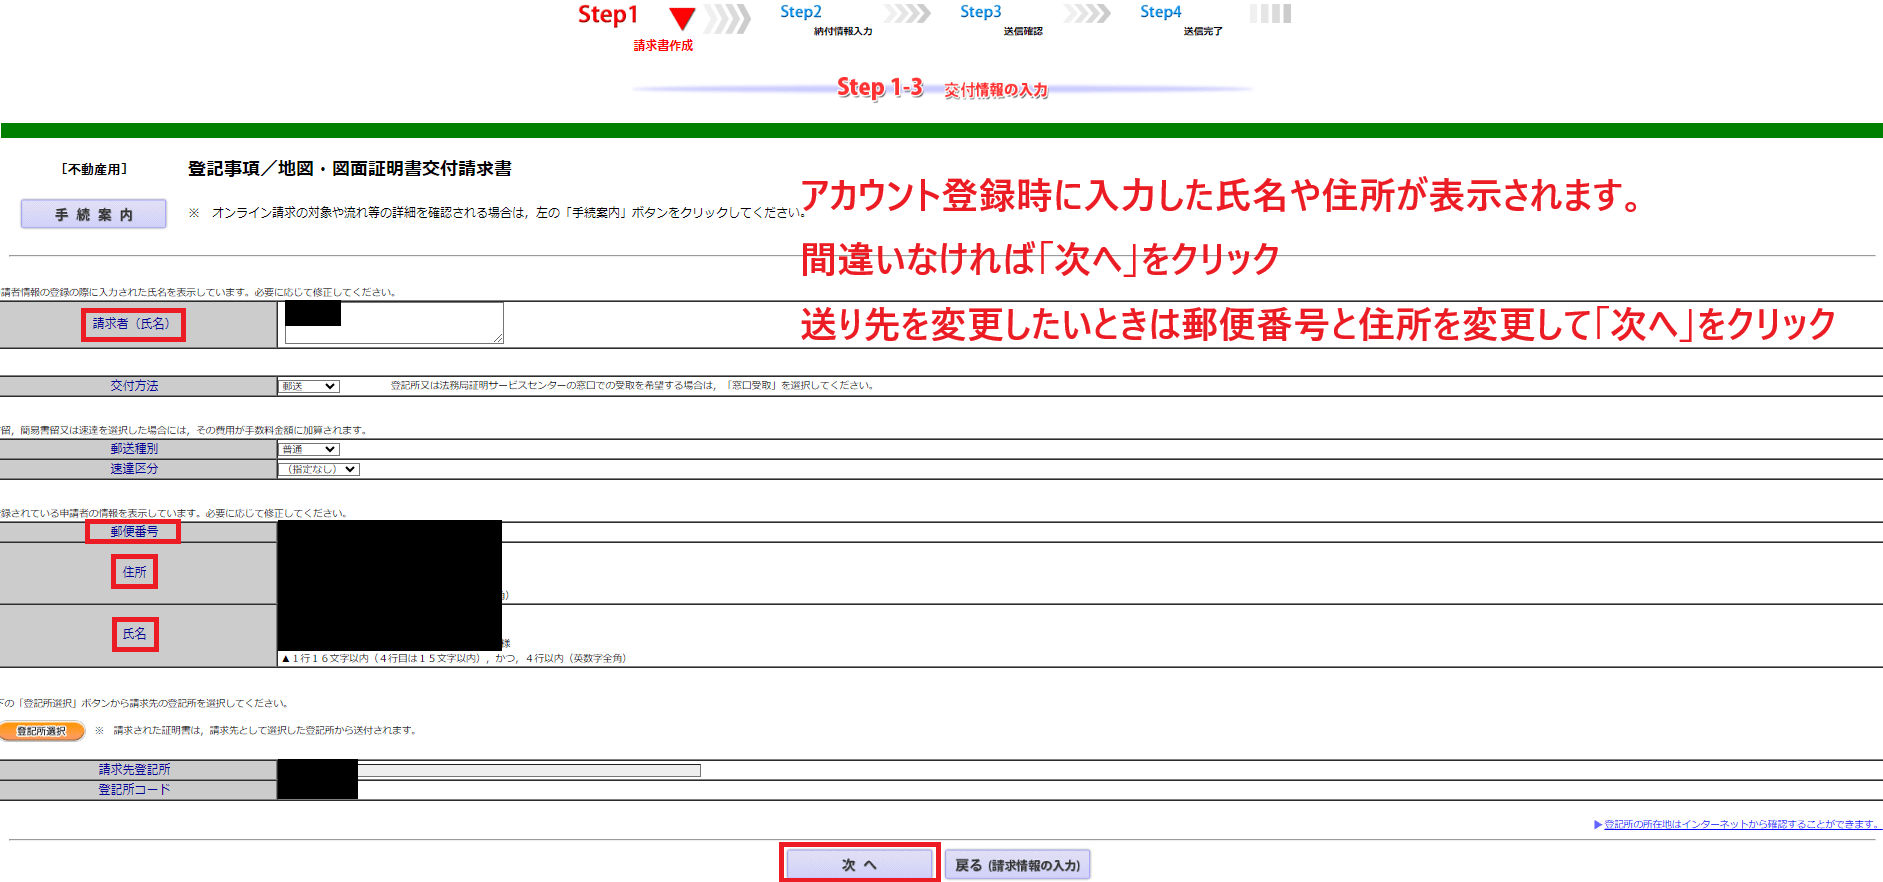 Step1 Step2 Step3 Step4
請求書作成 納付情報入力 送信確認 送信完了
Step 1-3 交付情報の入力
［不動産用］ 登記事項／地図・図面証明書交付請求書
手 続 案 内 ※ オンライン請求の対象や流れ等の詳細を確認される場合は，左の「手続案内」ボタンをクリックしてください。
アカウント登録時に入力した氏名や住所が表示されます。
間違いなければ「次へ」をクリック
送り先を変更したいときは郵便番号と住所を変更して「次へ」をクリック
請者情報の登録の際に入力された氏名を表示しています。必要に応じて修正してください。
請求者（氏名）
交付方法 郵送 登記所又は法務局証明サービスセンターの窓口での受取を希望する場合は，「窓口受取」を選択してください。
留，簡易書留又は速達を選択した場合には，その費用が手数料金額に加算されます。
郵送種別 普通
速達区分 （指定なし）
録されている申請者の情報を表示しています。必要に応じて修正してください。
郵便番号
住所
氏名
様
▲１行１６文字以内（４行目は１５文字以内），かつ，４行以内（英数字全角）
下の「登記所選択」ボタンから請求先の登記所を選択してください。
登記所選択 ※ 請求された証明書は，請求先として選択した登記所から送付されます。
請求先登記所
登記所コード
▶登記所の所在地はインターネットから確認することができます。
次 へ 戻る (請求情報の入力)